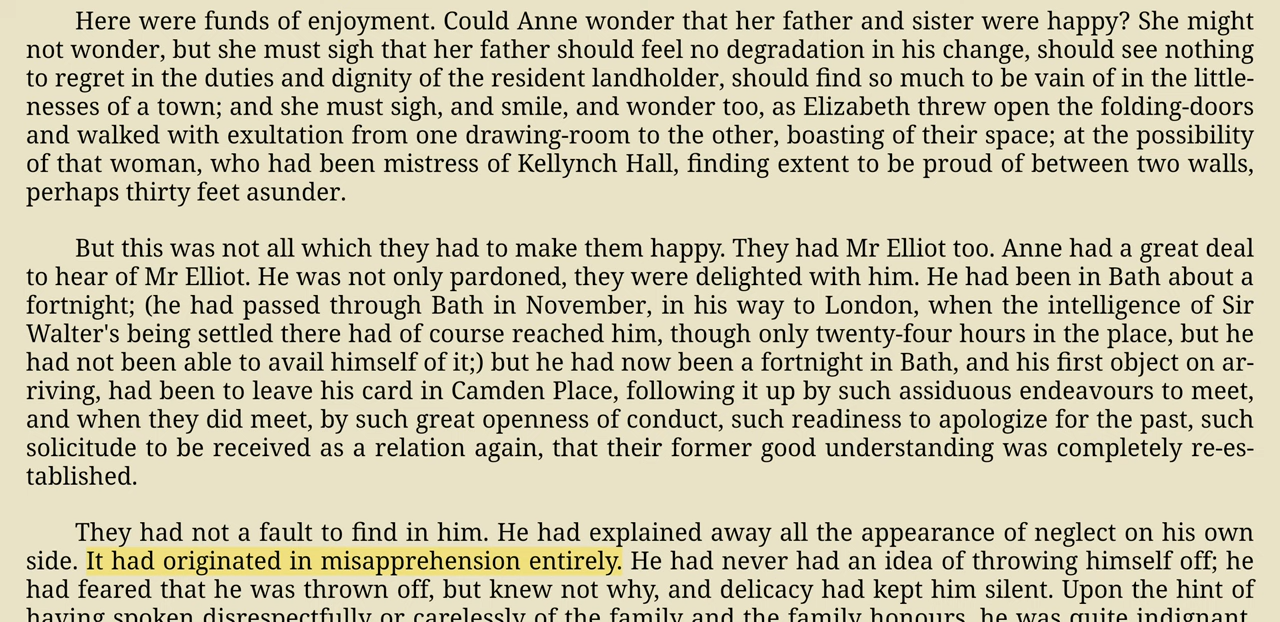 Here were funds of enjoyment. Could Anne wonder that her father and sister were happy? She might
not wonder, but she must sigh that her father should feel no degradation in his change, should see nothing
to regret in the duties and dignity of the resident landholder, should find so much to be vain of in the little-
nesses of a town; and she must sigh, and smile, and wonder too, as Elizabeth threw open the folding-doors
and walked with exultation from one drawing-room to the other, boasting of their space; at the possibility
of that woman, who had been mistress of Kellynch Hall, finding extent to be proud of between two walls,
perhaps thirty feet asunder.
But this was not all which they had to make them happy. They had Mr Elliot too. Anne had a great deal
to hear of Mr Elliot. He was not only pardoned, they were delighted with him. He had been in Bath about a
fortnight; (he had passed through Bath in November, in his way to London, when the intelligence of Sir
Walter's being settled there had of course reached him, though only twenty-four hours in the place, but he
had not been able to avail himself of it;) but he had now been a fortnight in Bath, and his first object on ar-
riving, had been to leave his card in Camden Place, following it up by such assiduous endeavours to meet,
and when they did meet, by such great openness of conduct, such readiness to apologize for the past, such
solicitude to be received as a relation again, that their former good understanding was completely re-es-
tablished.
They had not a fault to find in him. He had explained away all the appearance of neglect on his own
side. It had originated in misapprehension entirely. He had never had an idea of throwing himself off; he
had feared that he was thrown off, but knew not why, and delicacy had kept him silent. Upon the hint of
having spoken disrespectfully or carelessly of the family and the family honours, he was quite indignant.